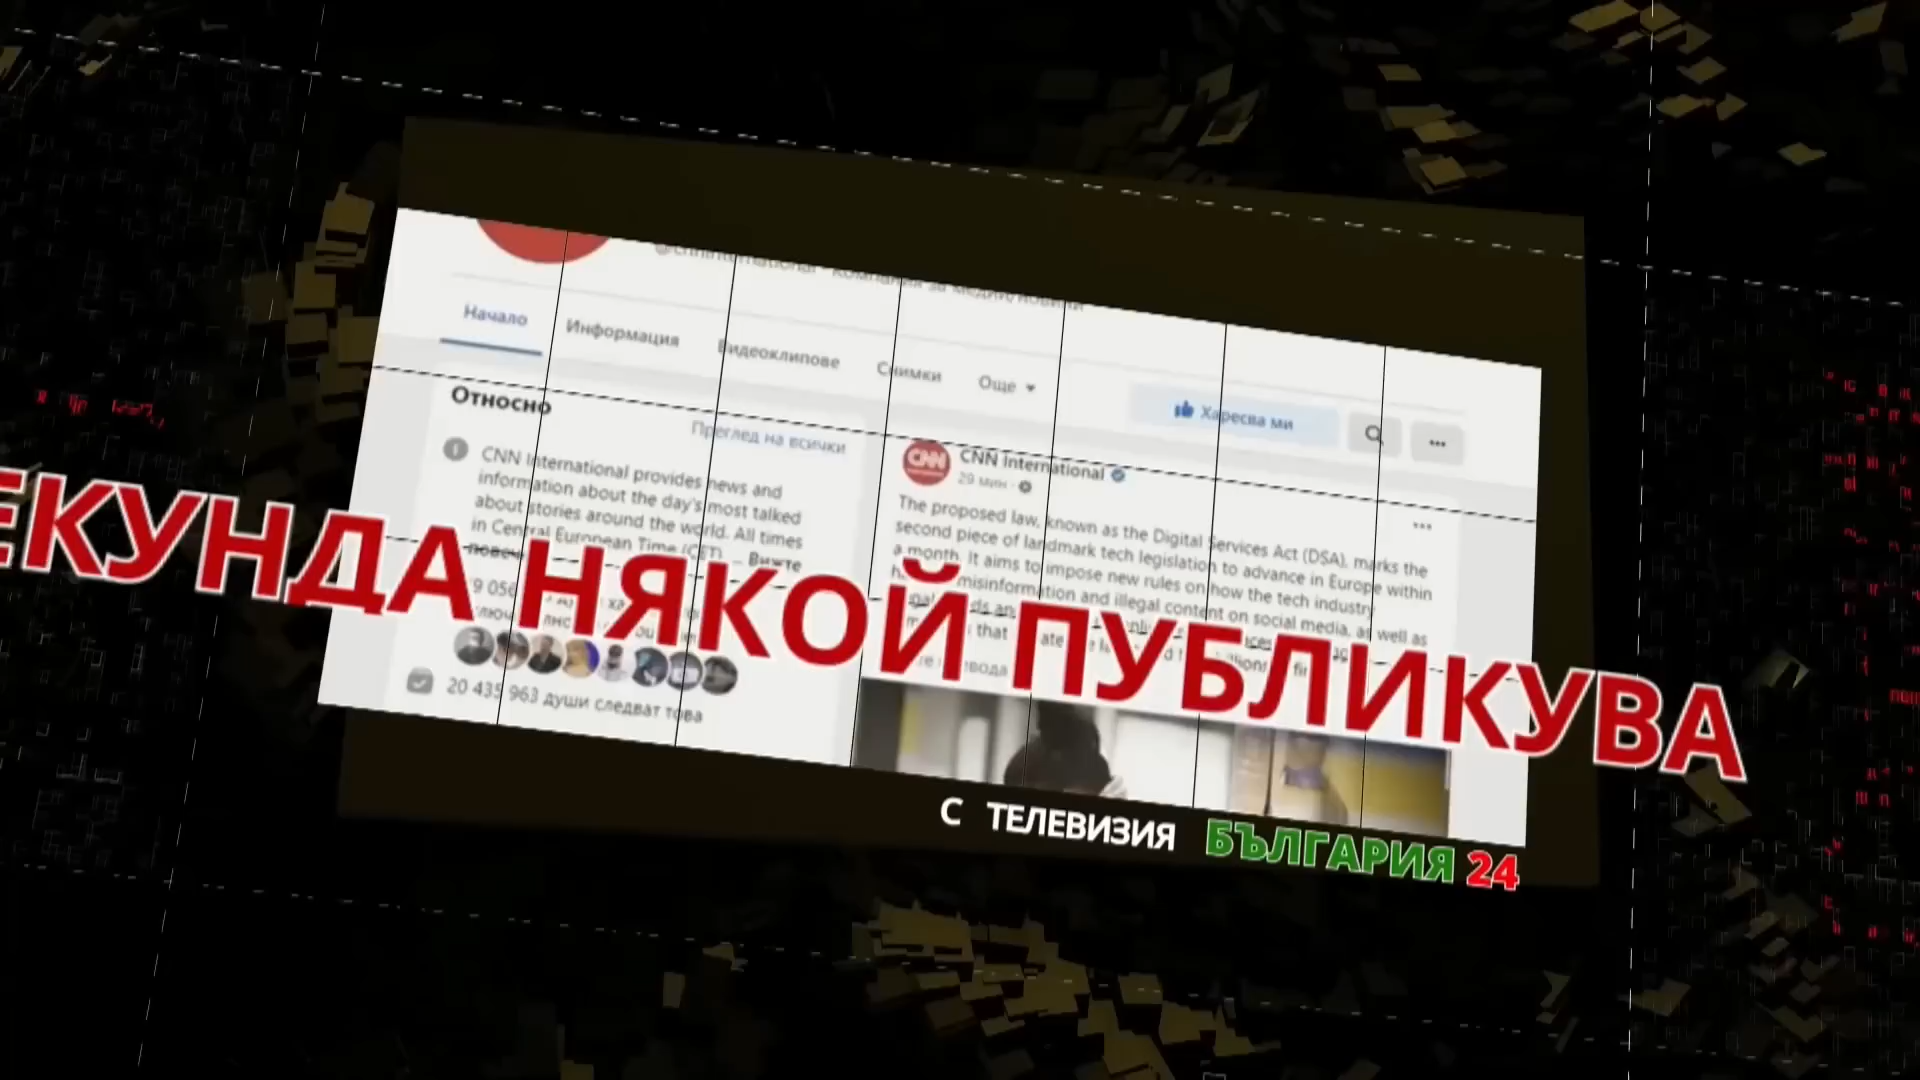 Начало
Информация
Видеоклипове
Снимки
Още
Харесва ми
Относно
Преглед на всички
CNN International provides news and
information about the day's most talked
about stories around the world. All times
in Central European Time (CET) ... Вижте
повече
20 435 963 души следват това
CNN
CNN International
29 мин
The proposed law, known as the Digital Services Act (DSA), marks the
second piece of landmark tech legislation to advance in Europe within
a month. It aims to impose new rules on how the tech industry
misinformation and illegal content on social media, as well as
ЕКУНДА НЯКОЙ ПУБЛИКУВА
С ТЕЛЕВИЗИЯ БЪЛГАРИЯ 24